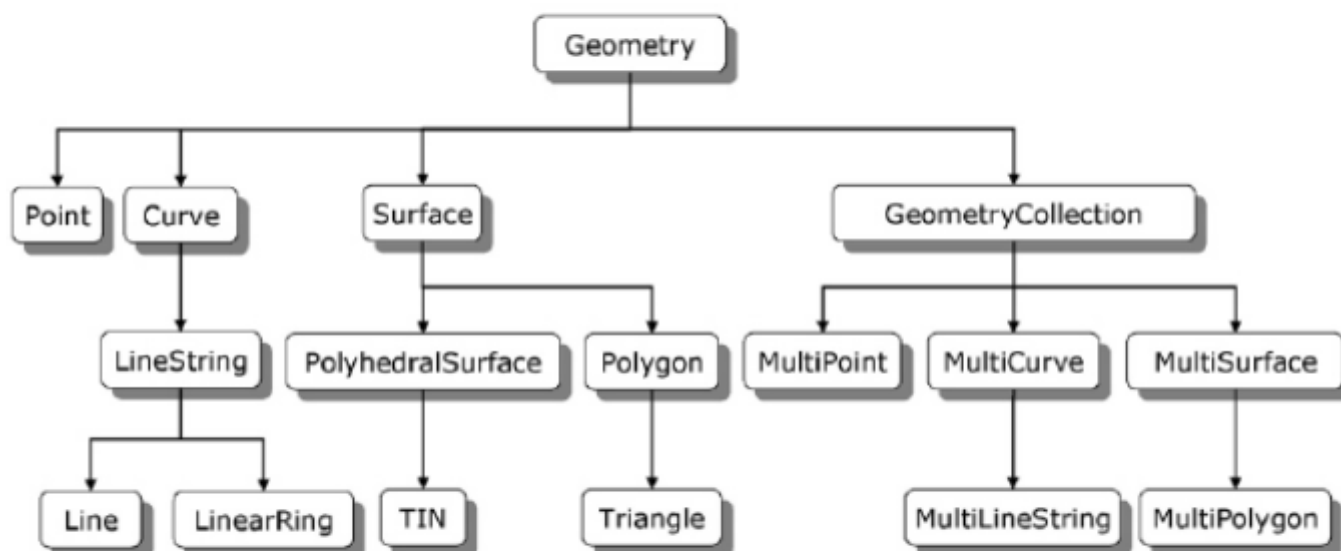 Geometry
Point
Curve
Surface
GeometryCollection
LineString
PolyhedralSurface
Polygon
MultiPoint
MultiCurve
MultiSurface
Line
LinearRing
TIN
Triangle
MultiLineString
MultiPolygon